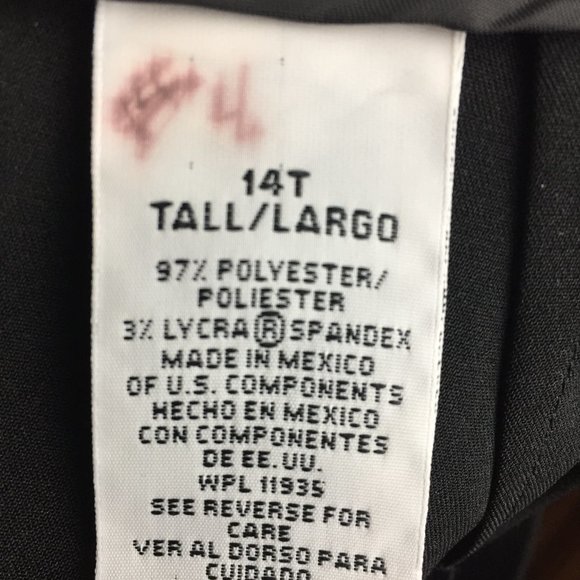 14T
TALL/LARGO
97% POLYESTER/
POLIESTER
3% LYCRA®SPANDEX
MADE IN MEXICO
OF U.S. COMPONENTS
HECHO EN MEXICO
CON COMPONENTES
DE EE.UU.
WPL 11935
SEE REVERSE FOR
CARE
VER AL DORSO PARA
CUIDADO